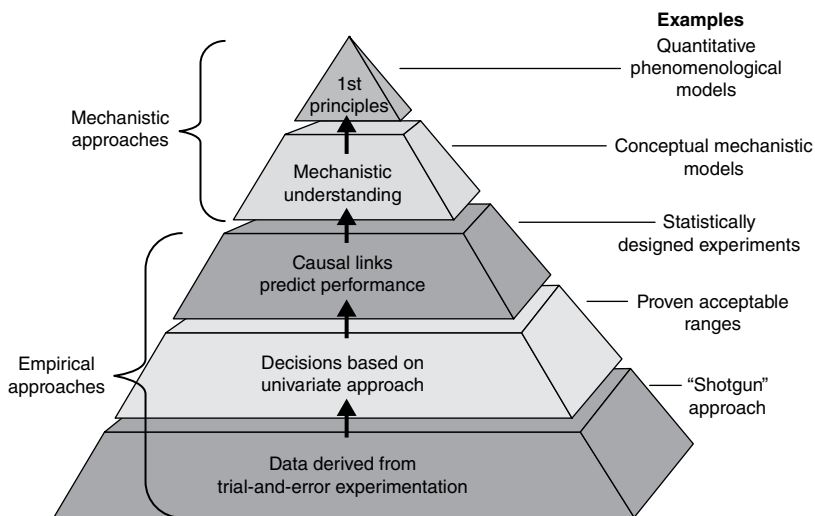 Examples
Quantitative
phenomenological
models
1st
principles
Mechanistic
approaches
Conceptual mechanistic
models
Mechanistic
understanding
Statistically
designed experiments
Causal links
predict performance
Proven acceptable
ranges
Empirical
approaches
Decisions based on
univariate approach
“Shotgun”
approach
Data derived from
trial-and-error experimentation